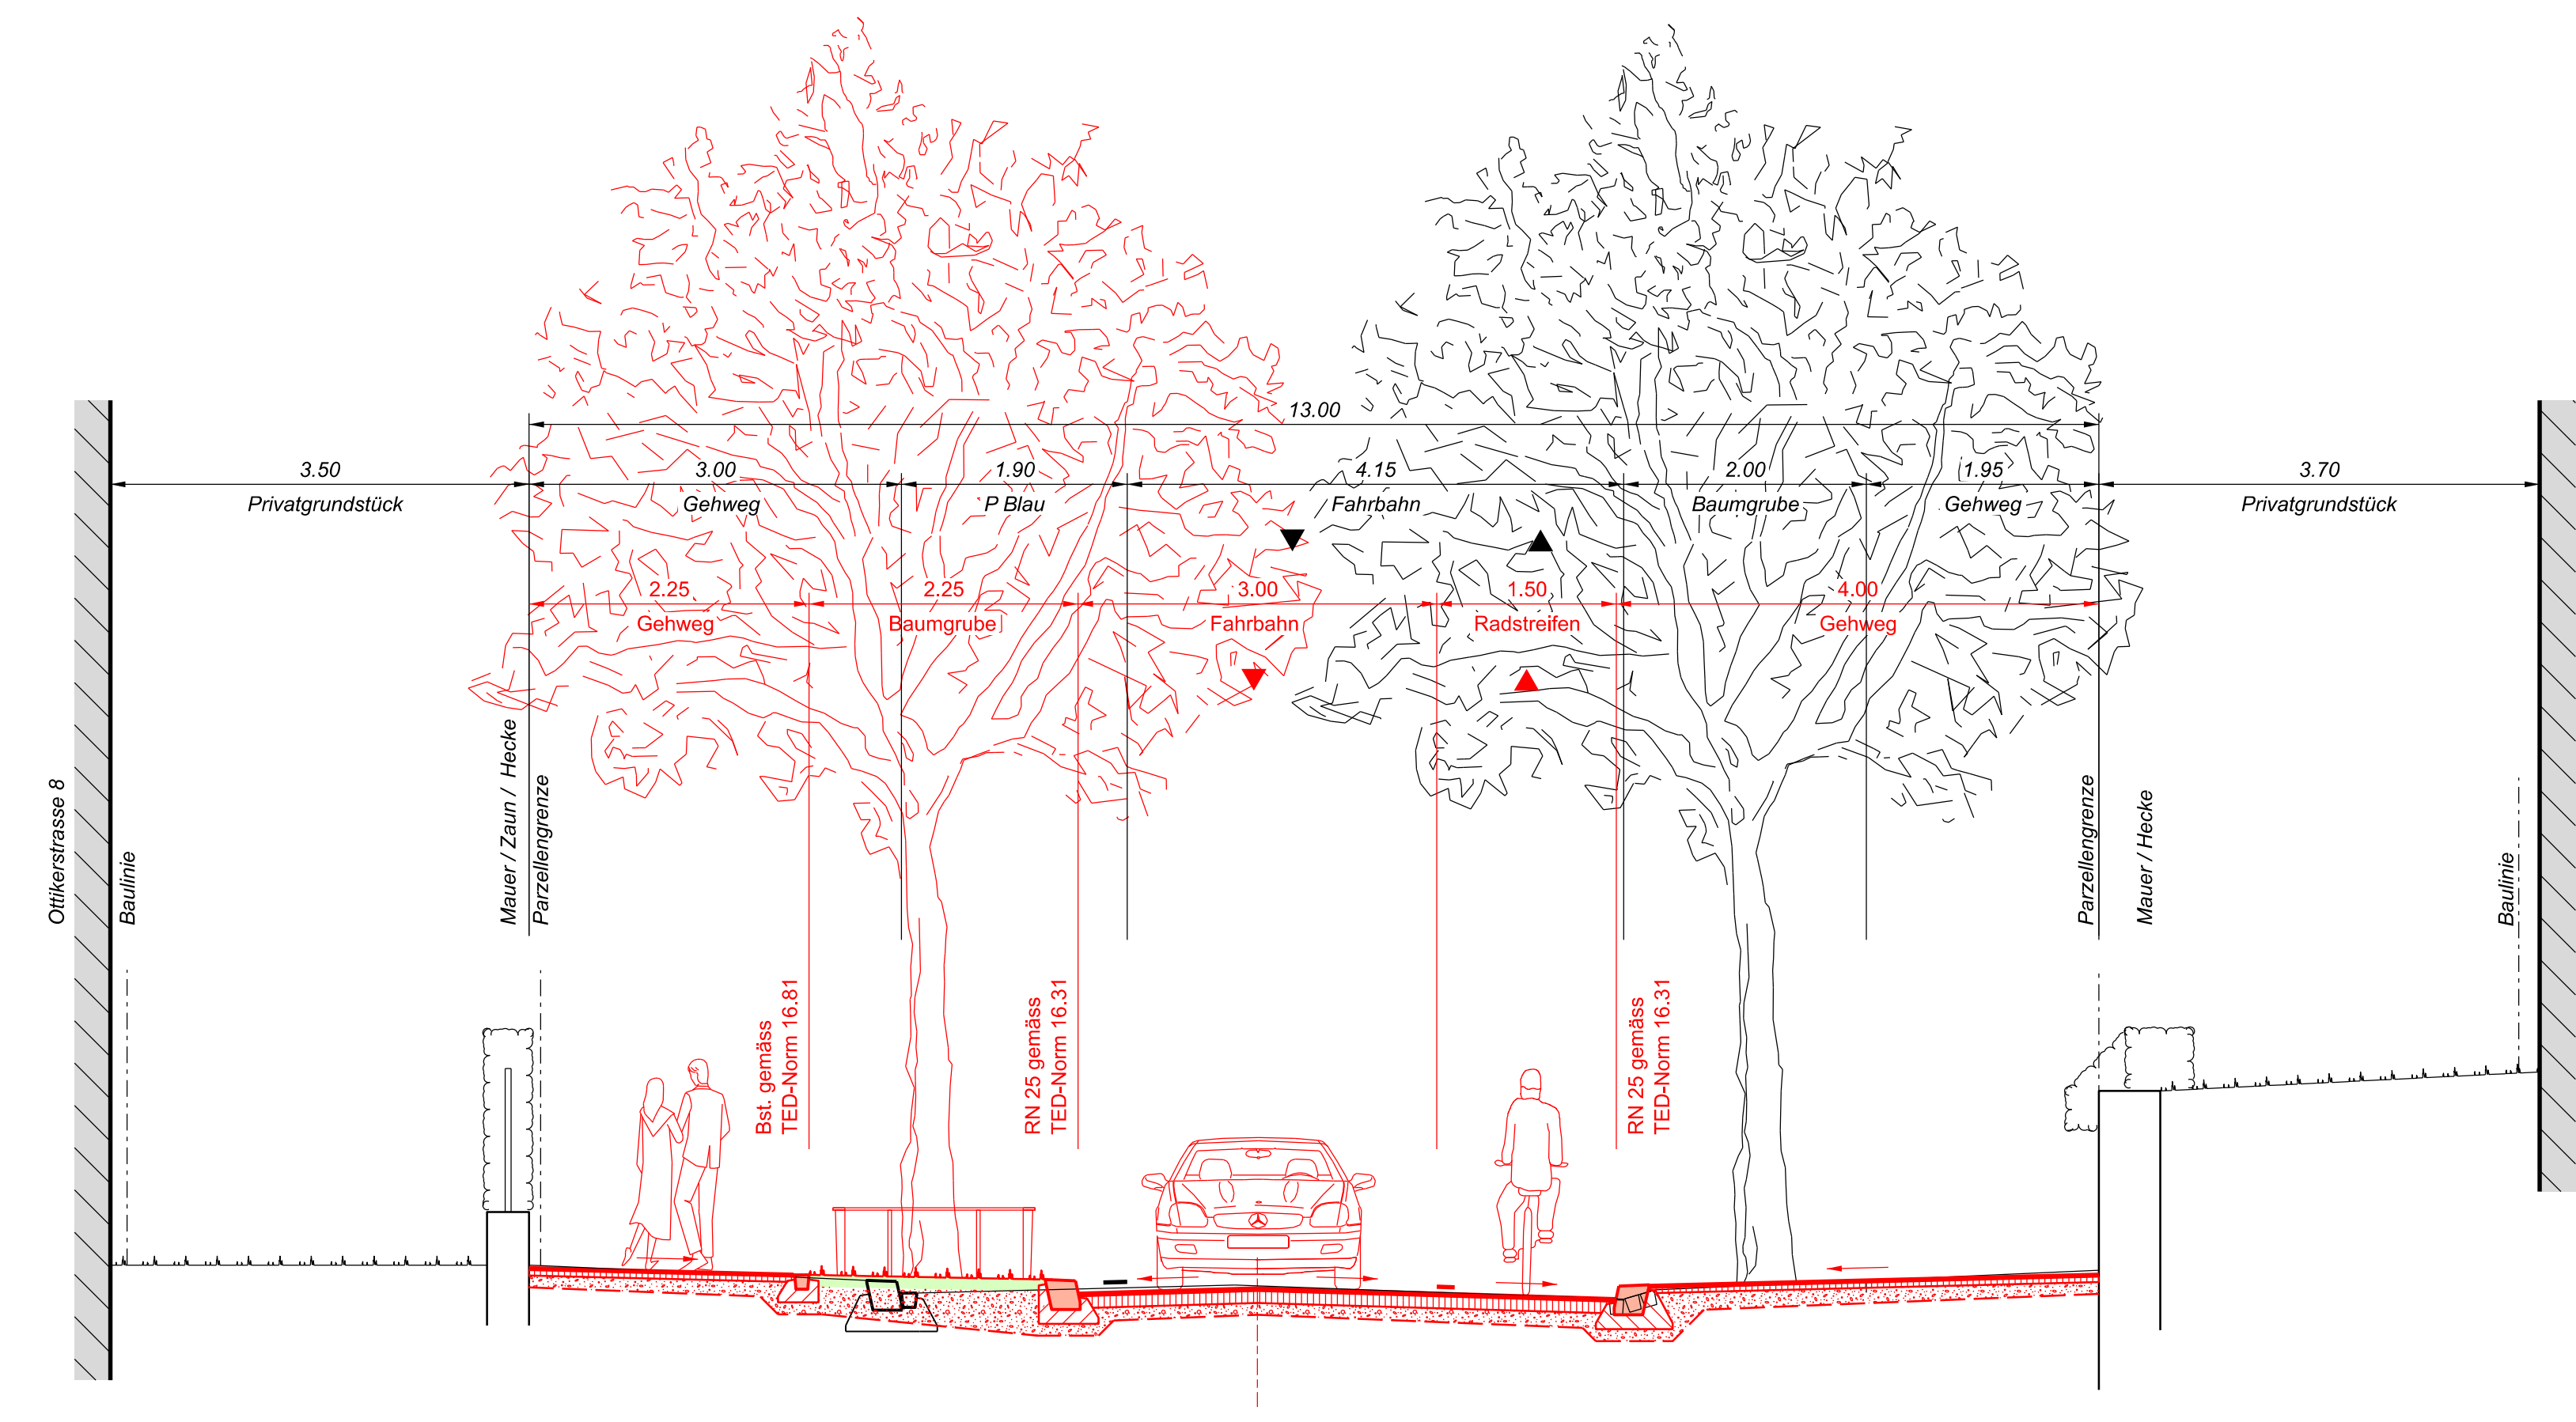 13.00
3.50
3.00
1.90
4.15
2.00
1.95
3.70
Privatgrundstück
Gehweg
P Blau
Fahrbahn
Baumgrube
Gehweg
Privatgrundstück
2.25
2.25
3.00
1.50
4.00
Gehweg
Baumgrube
Fahrbahn
Radstreifen
Gehweg
Ottikerstrasse 8
Baulinie
Mauer / Zaun / Hecke
Parzellengrenze
Bst. gemäss
TED-Norm 16.81
RN 25 gemäss
TED-Norm 16.31
RN 25 gemäss
TED-Norm 16.31
Parzellengrenze
Mauer / Hecke
Baulinie